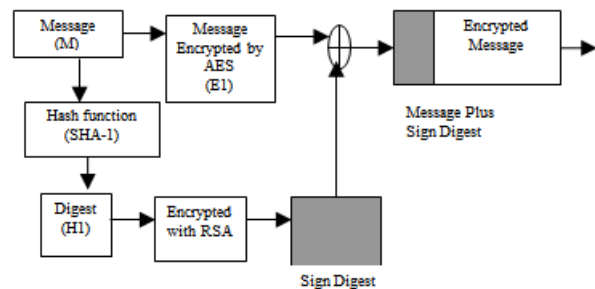 Message
(M)
Message
Encrypted by
AES
(E1)
Encrypted
Message
Hash function
(SHA-1)
Message Plus
Sign Digest
Digest
(H1)
Encrypted
with RSA
Sign Digest